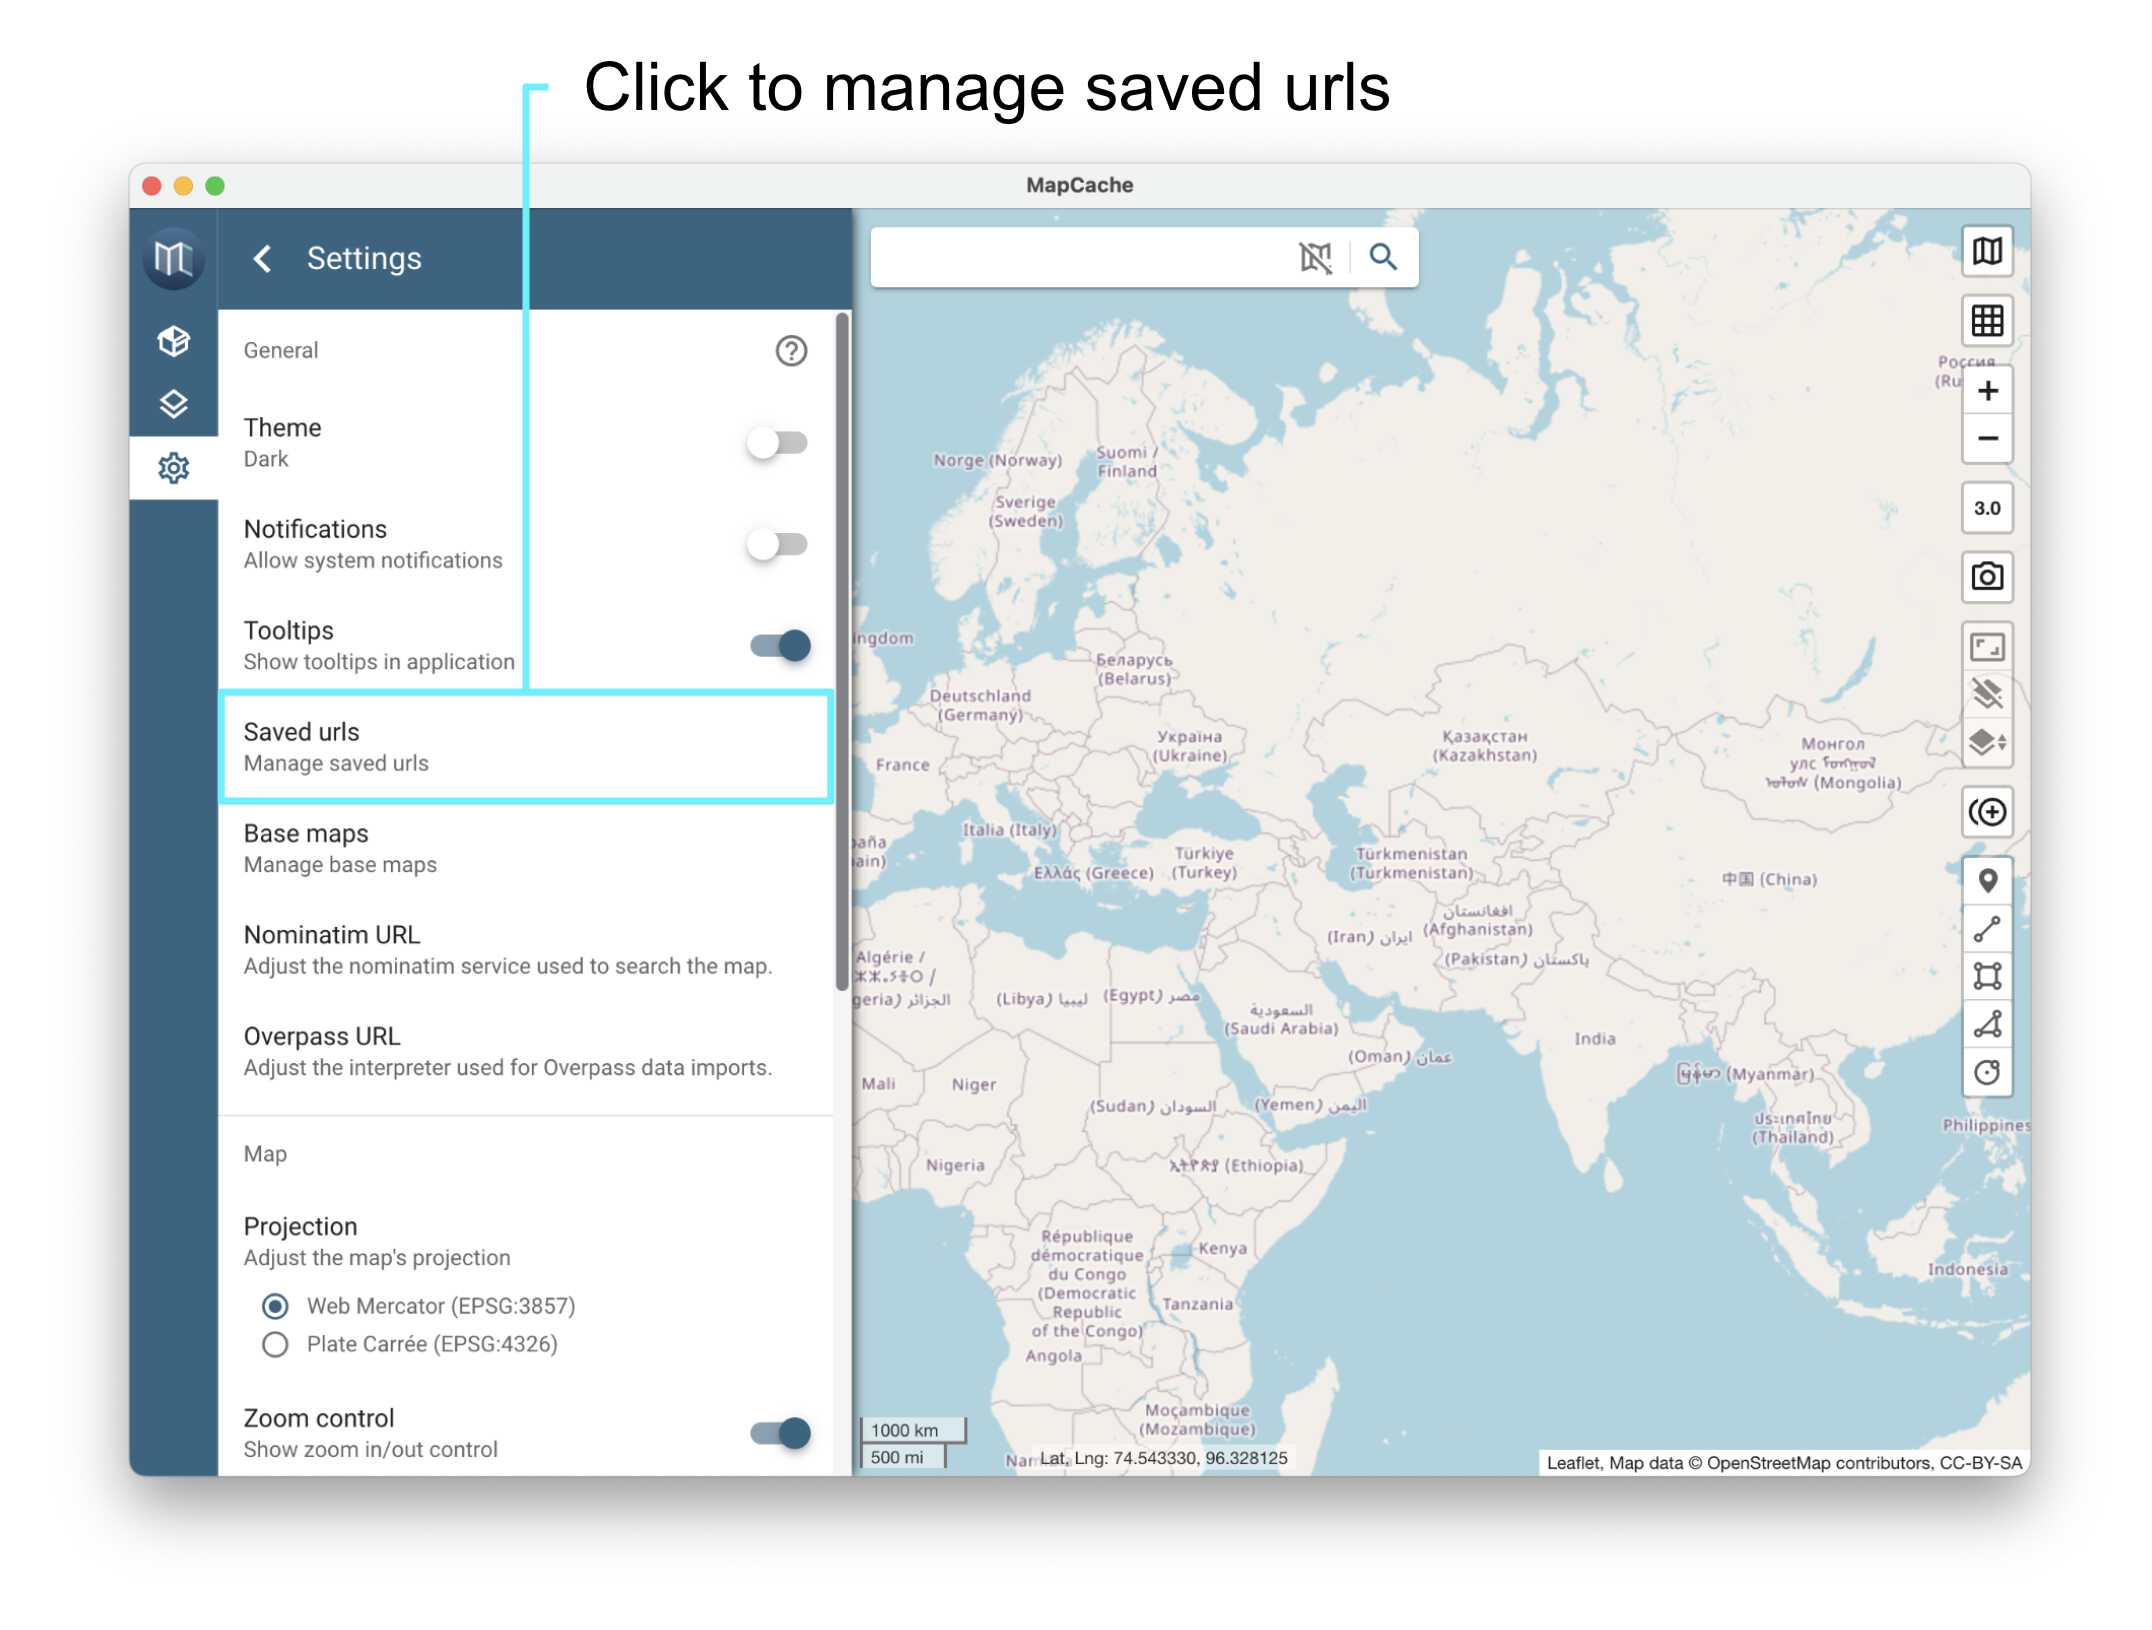 Click to manage saved urls
MapCache
Settings
General
Theme
Dark
Notifications
Allow system notifications
Tooltips
Show tooltips in application
Saved urls
Manage saved urls
Base maps
Manage base maps
Nominatim URL
Adjust the nominatim service used to search the map.
Overpass URL
Adjust the interpreter used for Overpass data imports.
Map
Projection
Adjust the map's projection
Web Mercator (EPSG:3857)
Plate Carrée (EPSG:4326)
Zoom control
Show zoom in/out control
Россия
(Ru
3.0
Norge (Norway)
Suomi /
Finland
Sverige
(Sweden)
ingdom
Беларусь
(Belarus)
Deutschland
(Germany)
Україна
(Ukraine)
France
Қазақстан
(Kazakhstan)
Монгол
улс
(Mongolia)
Italia (Italy)
aña
ain)
Ελλάς (Greece)
Türkiye
(Turkey)
Türkmenistan
(Turkmenistan)
中国 (China)
افغانستان
(Afghanistan)
ایران (Iran)
پاکستان (Pakistan)
Algérie /
ⵍⵣⵣⴰⵢⴻⵔ /
الجزائر (geria)
ليبيا (Libya)
مصر (Egypt)
السعودية
(Saudi Arabia)
عمان (Oman)
India
မြန်မာ (Myanmar)
Mali
Niger
السودان (Sudan)
اليمن (Yemen)
ประเทศไทย
(Thailand)
Philippines
Nigeria
ኢትዮጵያ (Ethiopia)
République
démocratique
du Congo
(Democratic
Republic
of the Congo)
Kenya
Tanzania
Indonesia
Angola
Moçambique
(Mozambique)
1000 km
500 mi
Nam
Lat, Lng: 74.543330, 96.328125
Leaflet, Map data © OpenStreetMap contributors, CC-BY-SA